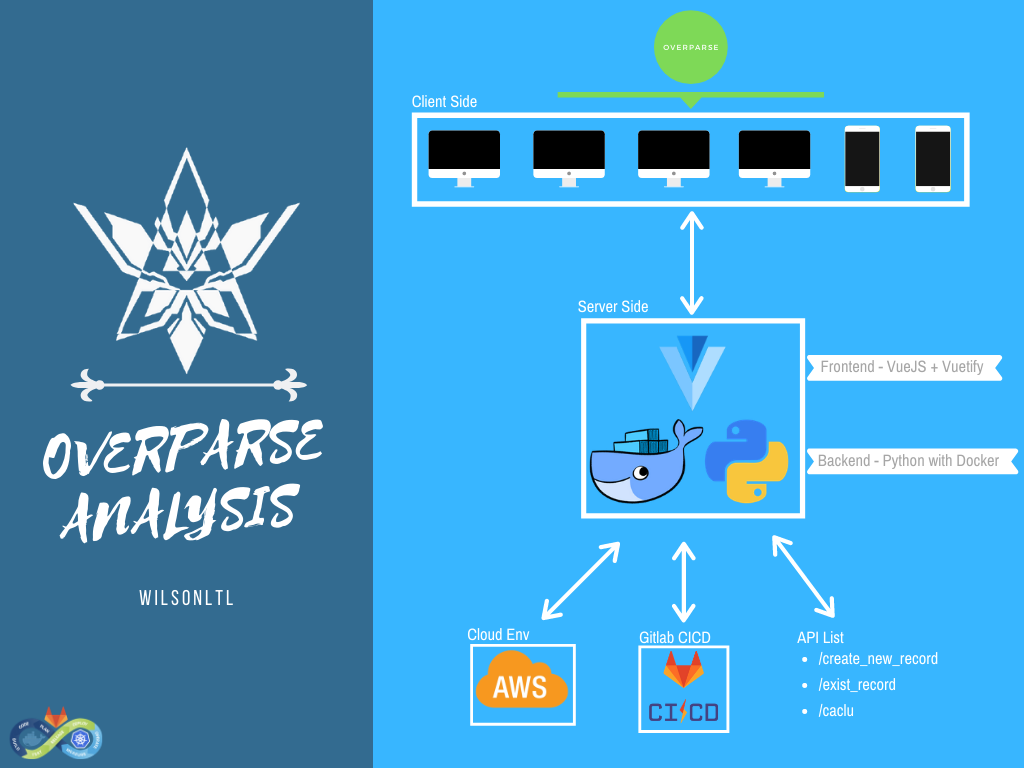 OVERPARSE
ANALYSIS
WILSONLTL
OVERPARSE
Client Side
Server Side
Frontend - VueJS + Vuetify
Backend - Python with Docker
Cloud Env
AWS
Gitlab CICD
CI CD
API List
• /create_new_record
• /exist_record
• /caclu